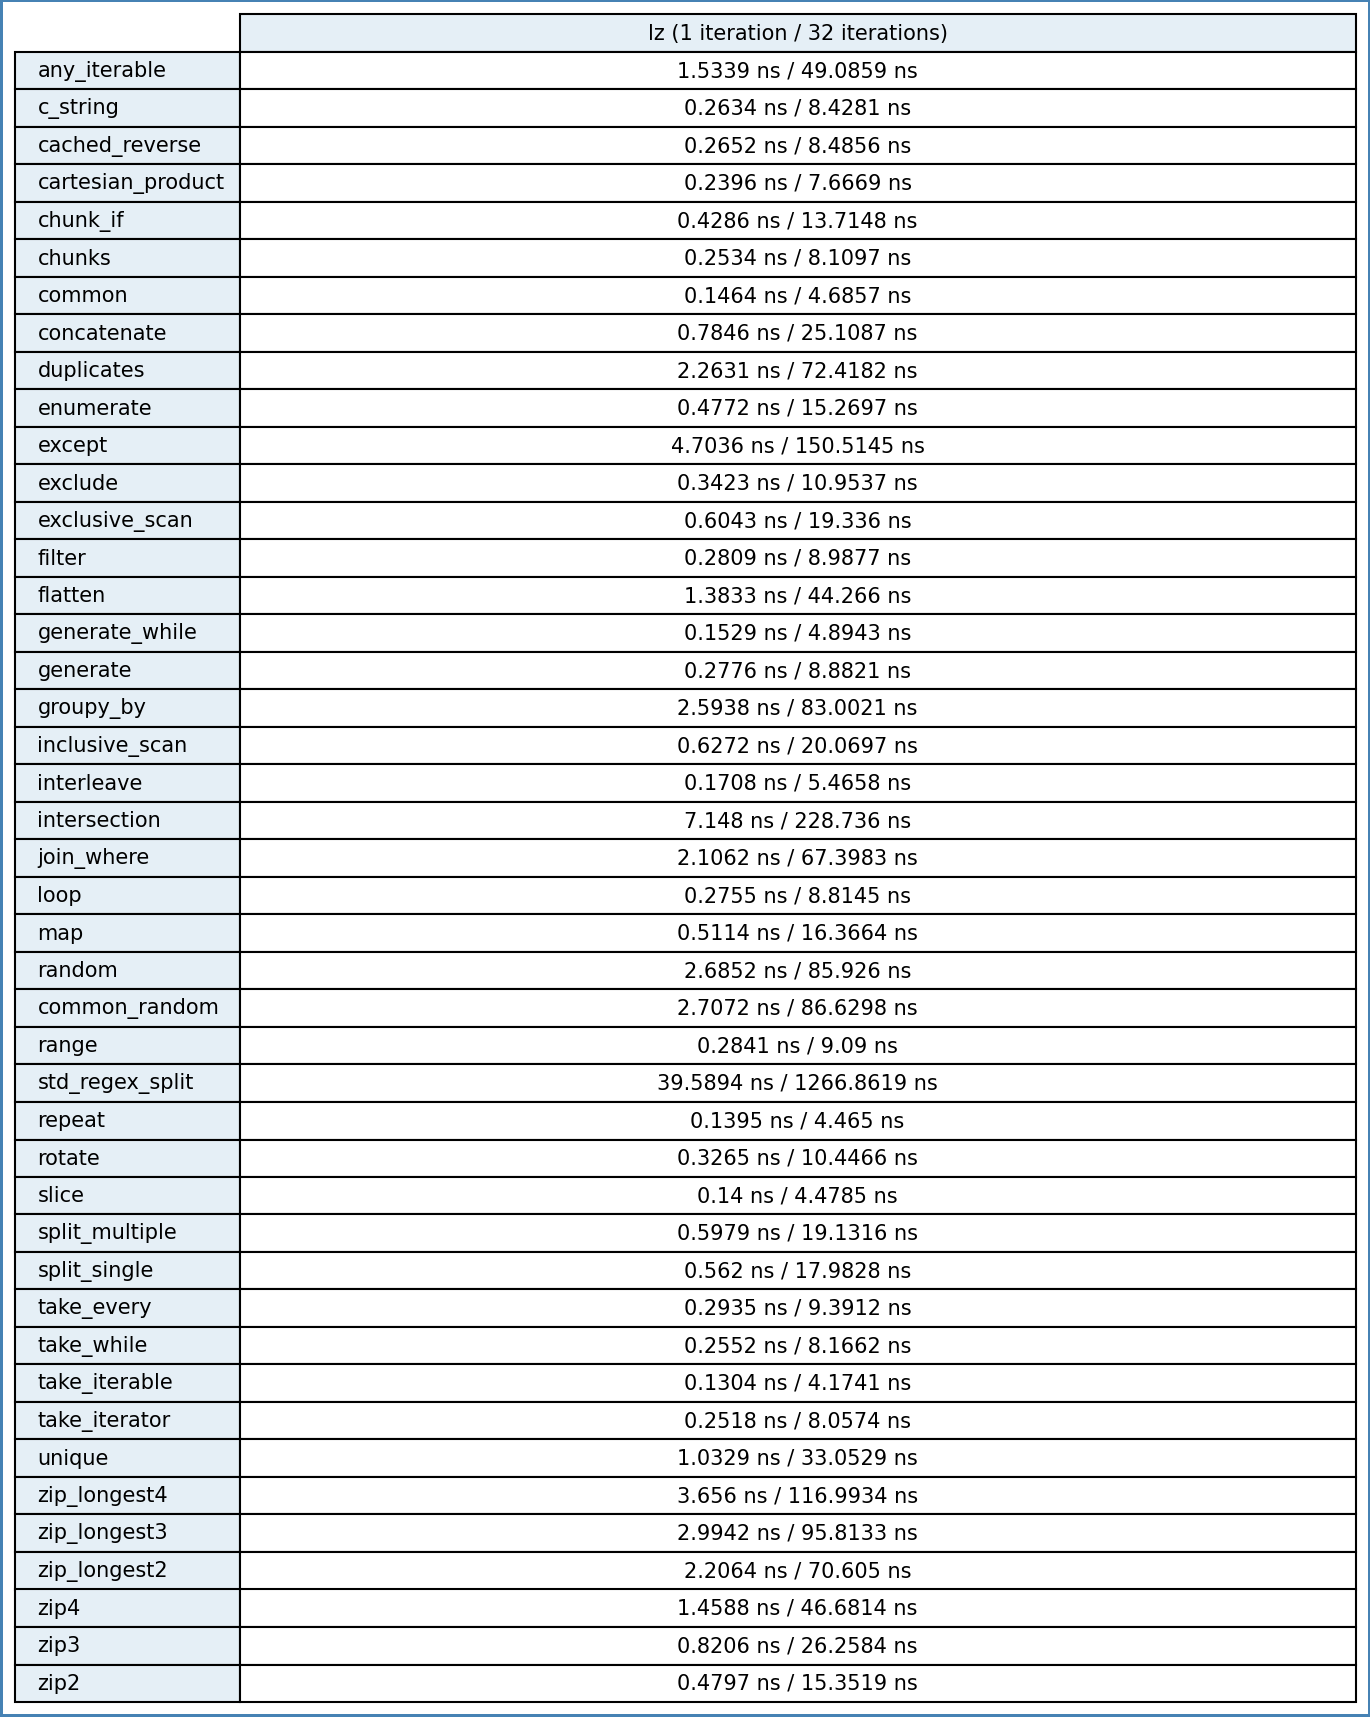 lz (1 iteration / 32 iterations)
any_iterable 1.5339 ns / 49.0859 ns
c_string 0.2634 ns / 8.4281 ns
cached_reverse 0.2652 ns / 8.4856 ns
cartesian_product 0.2396 ns / 7.6669 ns
chunk_if 0.4286 ns / 13.7148 ns
chunks 0.2534 ns / 8.1097 ns
common 0.1464 ns / 4.6857 ns
concatenate 0.7846 ns / 25.1087 ns
duplicates 2.2631 ns / 72.4182 ns
enumerate 0.4772 ns / 15.2697 ns
except 4.7036 ns / 150.5145 ns
exclude 0.3423 ns / 10.9537 ns
exclusive_scan 0.6043 ns / 19.336 ns
filter 0.2809 ns / 8.9877 ns
flatten 1.3833 ns / 44.266 ns
generate_while 0.1529 ns / 4.8943 ns
generate 0.2776 ns / 8.8821 ns
groupy_by 2.5938 ns / 83.0021 ns
inclusive_scan 0.6272 ns / 20.0697 ns
interleave 0.1708 ns / 5.4658 ns
intersection 7.148 ns / 228.736 ns
join_where 2.1062 ns / 67.3983 ns
loop 0.2755 ns / 8.8145 ns
map 0.5114 ns / 16.3664 ns
random 2.6852 ns / 85.926 ns
common_random 2.7072 ns / 86.6298 ns
range 0.2841 ns / 9.09 ns
std_regex_split 39.5894 ns / 1266.8619 ns
repeat 0.1395 ns / 4.465 ns
rotate 0.3265 ns / 10.4466 ns
slice 0.14 ns / 4.4785 ns
split_multiple 0.5979 ns / 19.1316 ns
split_single 0.562 ns / 17.9828 ns
take_every 0.2935 ns / 9.3912 ns
take_while 0.2552 ns / 8.1662 ns
take_iterable 0.1304 ns / 4.1741 ns
take_iterator 0.2518 ns / 8.0574 ns
unique 1.0329 ns / 33.0529 ns
zip_longest4 3.656 ns / 116.9934 ns
zip_longest3 2.9942 ns / 95.8133 ns
zip_longest2 2.2064 ns / 70.605 ns
zip4 1.4588 ns / 46.6814 ns
zip3 0.8206 ns / 26.2584 ns
zip2 0.4797 ns / 15.3519 ns